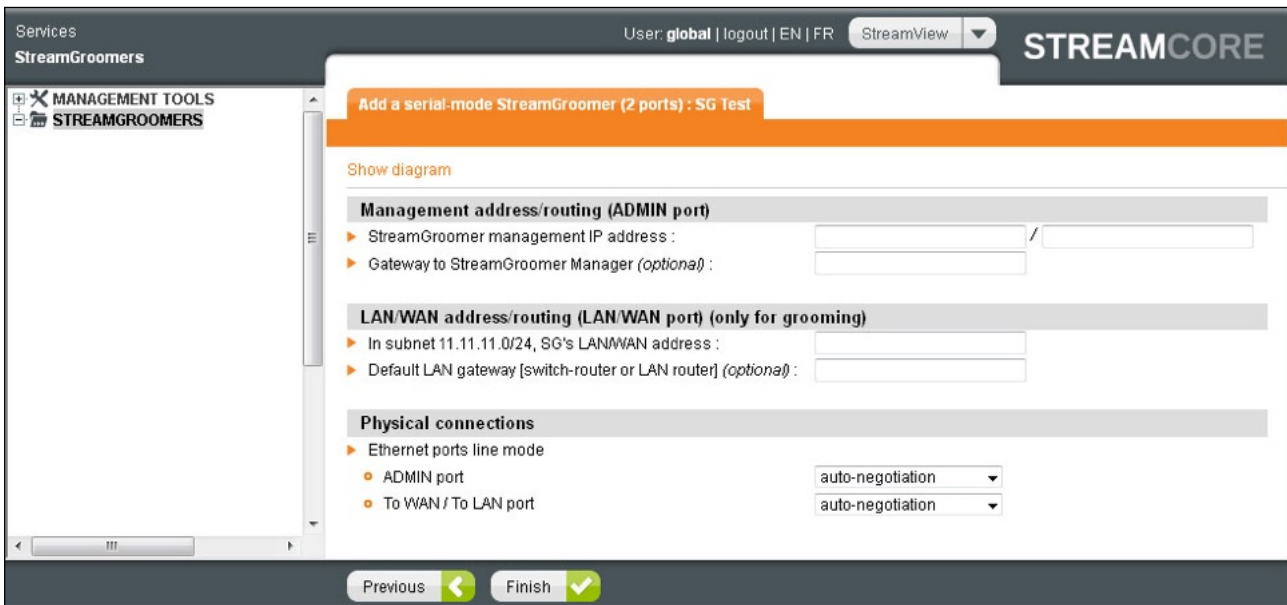 Services
StreamGroomers
User: global | logout | EN | FR
StreamView
STREAMCORE
MANAGEMENT TOOLS
STREAMGROOMERS
Add a serial-mode StreamGroomer (2 ports) : SG Test
Show diagram
Management address/routing (ADMIN port)
StreamGroomer management IP address : /
Gateway to StreamGroomer Manager (optional) :
LAN/WAN address/routing (LAN/WAN port) (only for grooming)
In subnet 11.11.11.0/24, SG's LAN/WAN address :
Default LAN gateway [switch-router or LAN router] (optional) :
Physical connections
Ethernet ports line mode
ADMIN port auto-negotiation
To WAN / To LAN port auto-negotiation
Previous Finish